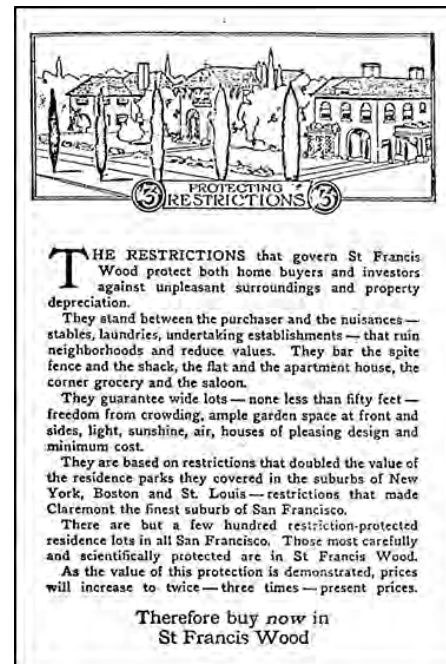 3 PROTECTING 3
RESTRICTIONS
THE RESTRICTIONS that govern St Francis
Wood protect both home buyers and investors
against unpleasant surroundings and property
depreciation.
They stand between the purchaser and the nuisances—
stables, laundries, undertaking establishments—that ruin
neighborhoods and reduce values. They bar the spite
fence and the shack, the flat and the apartment house, the
corner grocery and the saloon.
They guarantee wide lots—none less than fifty feet—
freedom from crowding, ample garden space at front and
sides, light, sunshine, air, houses of pleasing design and
minimum cost.
They are based on restrictions that doubled the value of
the residence parks they covered in the suburbs of New
York, Boston and St. Louis—restrictions that made
Claremont the finest suburb of San Francisco.
There are but a few hundred restriction-protected
residence lots in all San Francisco. Those most carefully
and scientifically protected are in St Francis Wood.
As the value of this protection is demonstrated, prices
will increase to twice—three times—present prices.
Therefore buy now in
St Francis Wood